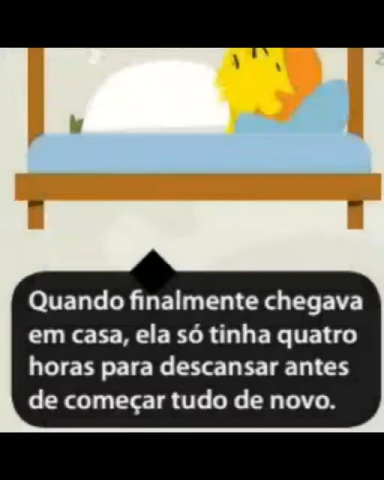 Quando finalmente chegava
em casa, ela só tinha quatro
horas para descansar antes
de começar tudo de novo.